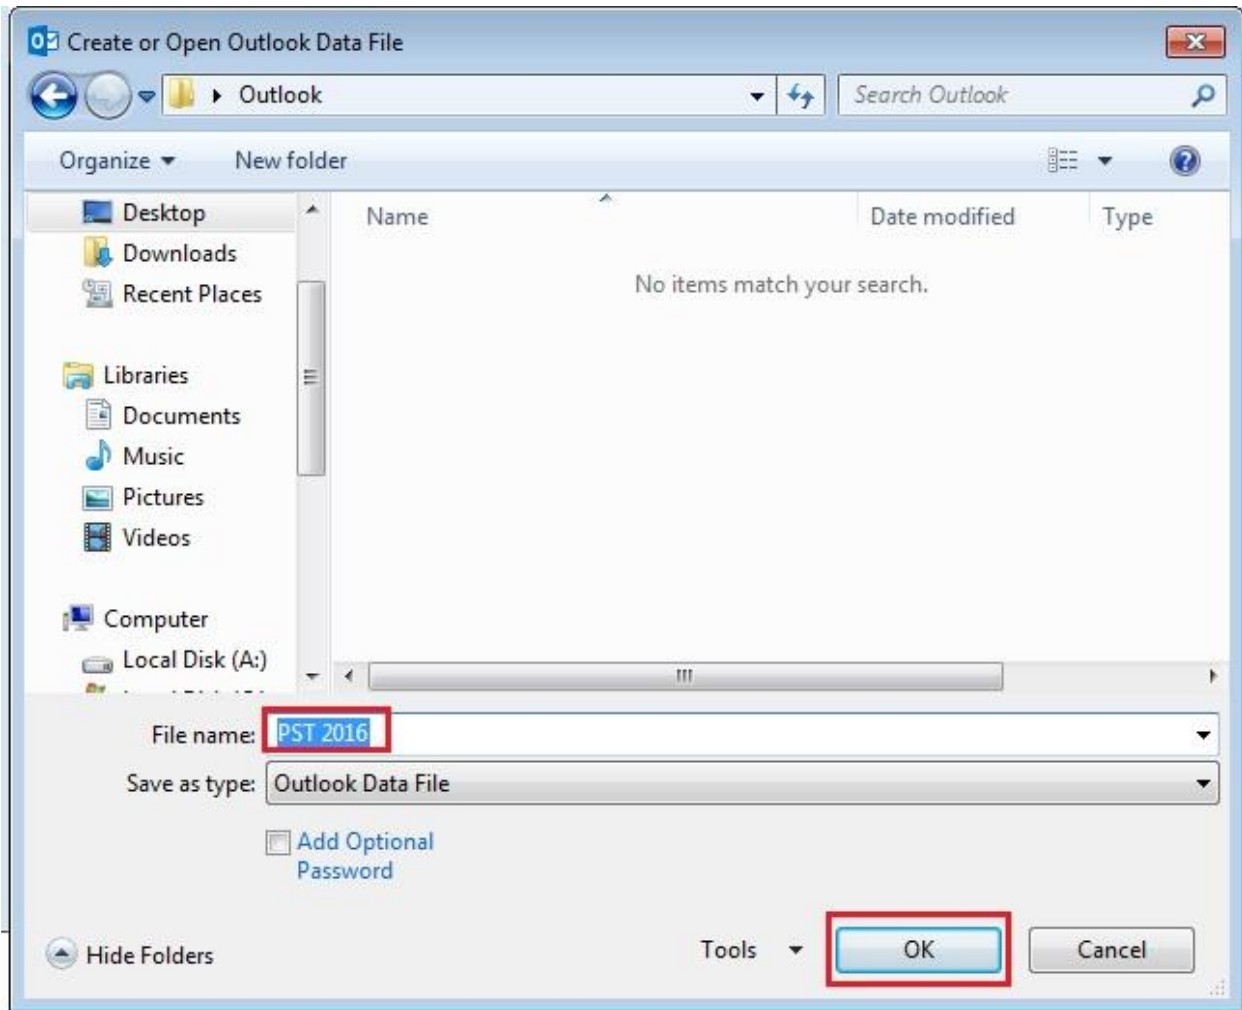 Create or Open Outlook Data File
Outlook
Search Outlook
Organize
New folder
Name
Date modified
Type
No items match your search.
Desktop
Downloads
Recent Places
Libraries
Documents
Music
Pictures
Videos
Computer
Local Disk (A:)
File name: PST 2016
Save as type: Outlook Data File
Add Optional
Password
Hide Folders
Tools
OK
Cancel